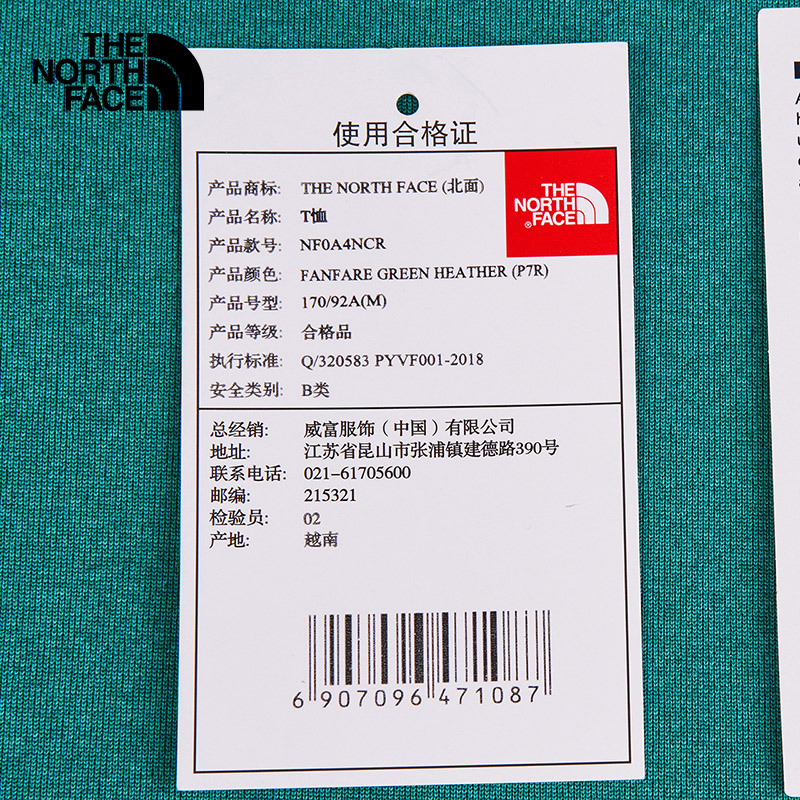 THE
NORTH
FACE
使用合格证
产品商标: THE NORTH FACE (北面)
产品名称: T恤
产品款号: NF0A4NCR
产品颜色: FANFARE GREEN HEATHER (P7R)
产品号型: 170/92A(M)
产品等级: 合格品
执行标准: Q/320583 PYVF001-2018
安全类别: B类
THE
NORTH
FACE
®
总经销: 威富服饰（中国）有限公司
地址: 江苏省昆山市张浦镇建德路390号
联系电话: 021-61705600
邮编: 215321
检验员: 02
产地: 越南
6 907096 471087